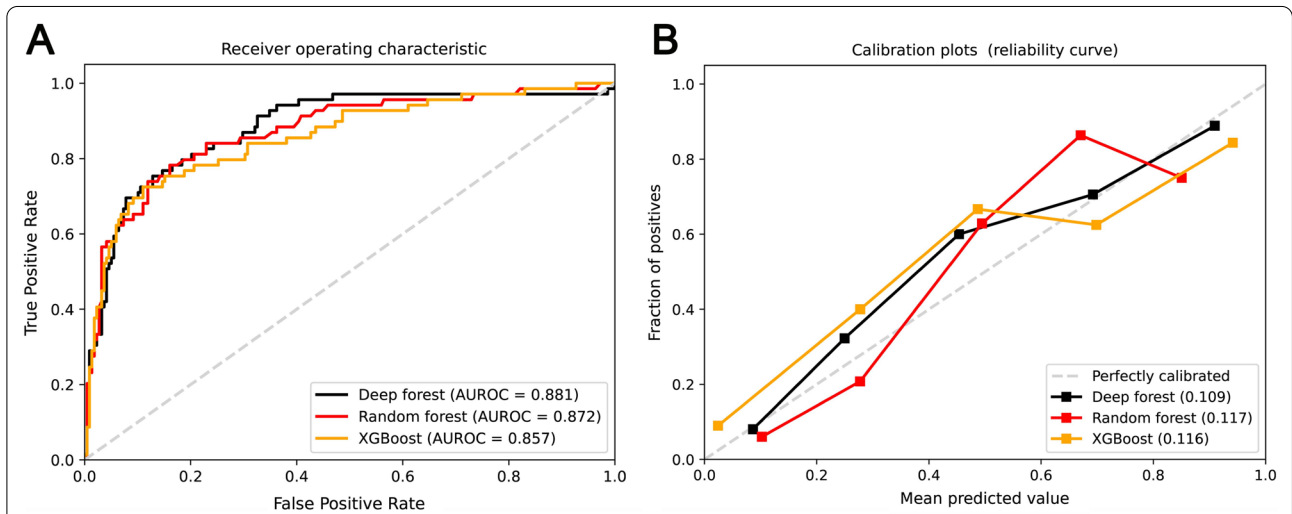 A
Receiver operating characteristic
1.0
0.8
0.6
0.4
0.2
0.0
True Positive Rate
0.0 0.2 0.4 0.6 0.8 1.0
False Positive Rate
Deep forest (AUROC = 0.881)
Random forest (AUROC = 0.872)
XGBoost (AUROC = 0.857)
B
Calibration plots (reliability curve)
1.0
0.8
0.6
0.4
0.2
0.0
Fraction of positives
0.0 0.2 0.4 0.6 0.8 1.0
Mean predicted value
Perfectly calibrated
Deep forest (0.109)
Random forest (0.117)
XGBoost (0.116)